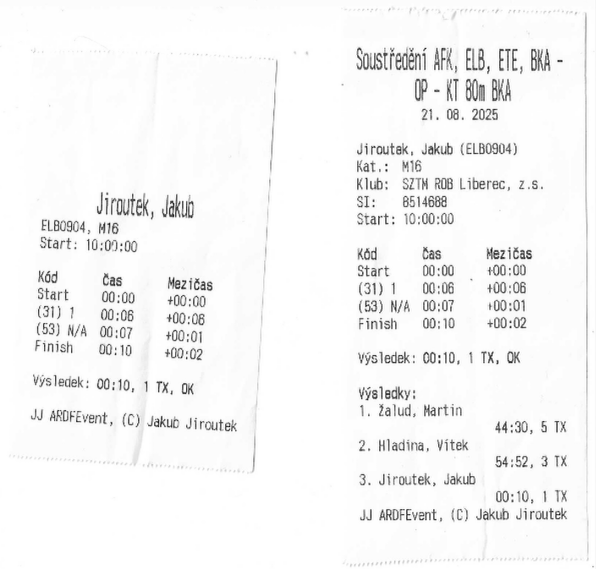 Jiroutek, Jakub
ELB0904, M16
Start: 10:00:00
Kód Čas Mezičas
Start 00:00 +00:00
(31) 1 00:06 +00:06
(53) N/A 00:07 +00:01
Finish 00:10 +00:02
Výsledek: 00:10, 1 TX, OK
JJ ARDFEvent, (C) Jakub Jiroutek
Soustředění AFK, ELB, ETE, BKA -
OP - KT 80m BKA
21. 08. 2025
Jiroutek, Jakub (ELB0904)
Kat.: M16
Klub: SZTM ROB Liberec, z.s.
SI: 8514688
Start: 10:00:00
Kód Čas Mezičas
Start 00:00 +00:00
(31) 1 00:06 +00:06
(53) N/A 00:07 +00:01
Finish 00:10 +00:02
Výsledek: 00:10, 1 TX, OK
Výsledky:
1. Žalud, Martin
44:30, 5 TX
2. Hladina, Vítek
54:52, 3 TX
3. Jiroutek, Jakub
00:10, 1 TX
JJ ARDFEvent, (C) Jakub Jiroutek